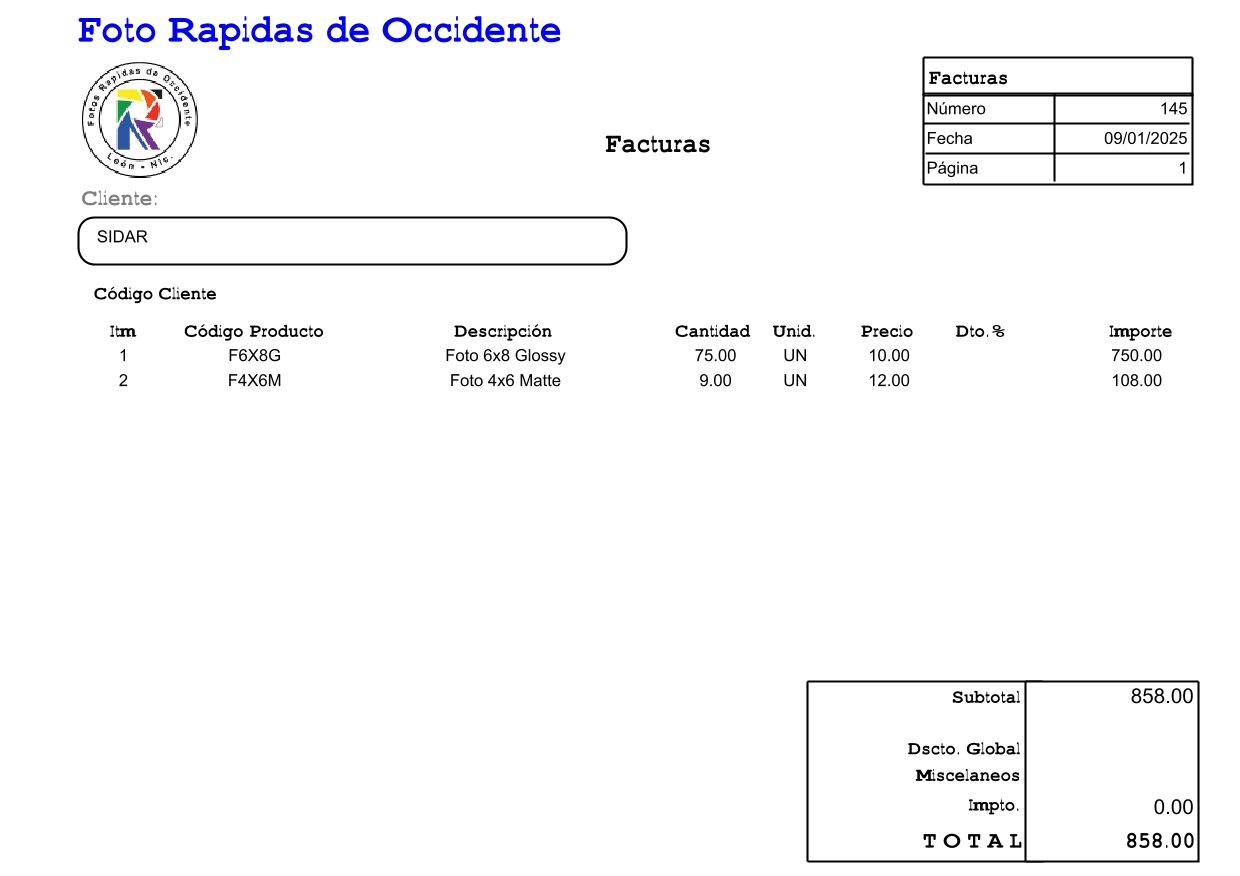 Foto Rapidas de Occidente
Fotos Rapidas de Occidente
León - Nic.
Facturas
Facturas
Número 145
Fecha 09/01/2025
Página 1
Cliente:
SIDAR
Código Cliente
Itm Código Producto Descripción Cantidad Unid. Precio Dto.% Importe
1 F6X8G Foto 6x8 Glossy 75.00 UN 10.00 750.00
2 F4X6M Foto 4x6 Matte 9.00 UN 12.00 108.00
Subtotal 858.00
Dscto. Global
Miscelaneos
Impto. 0.00
TOTAL 858.00